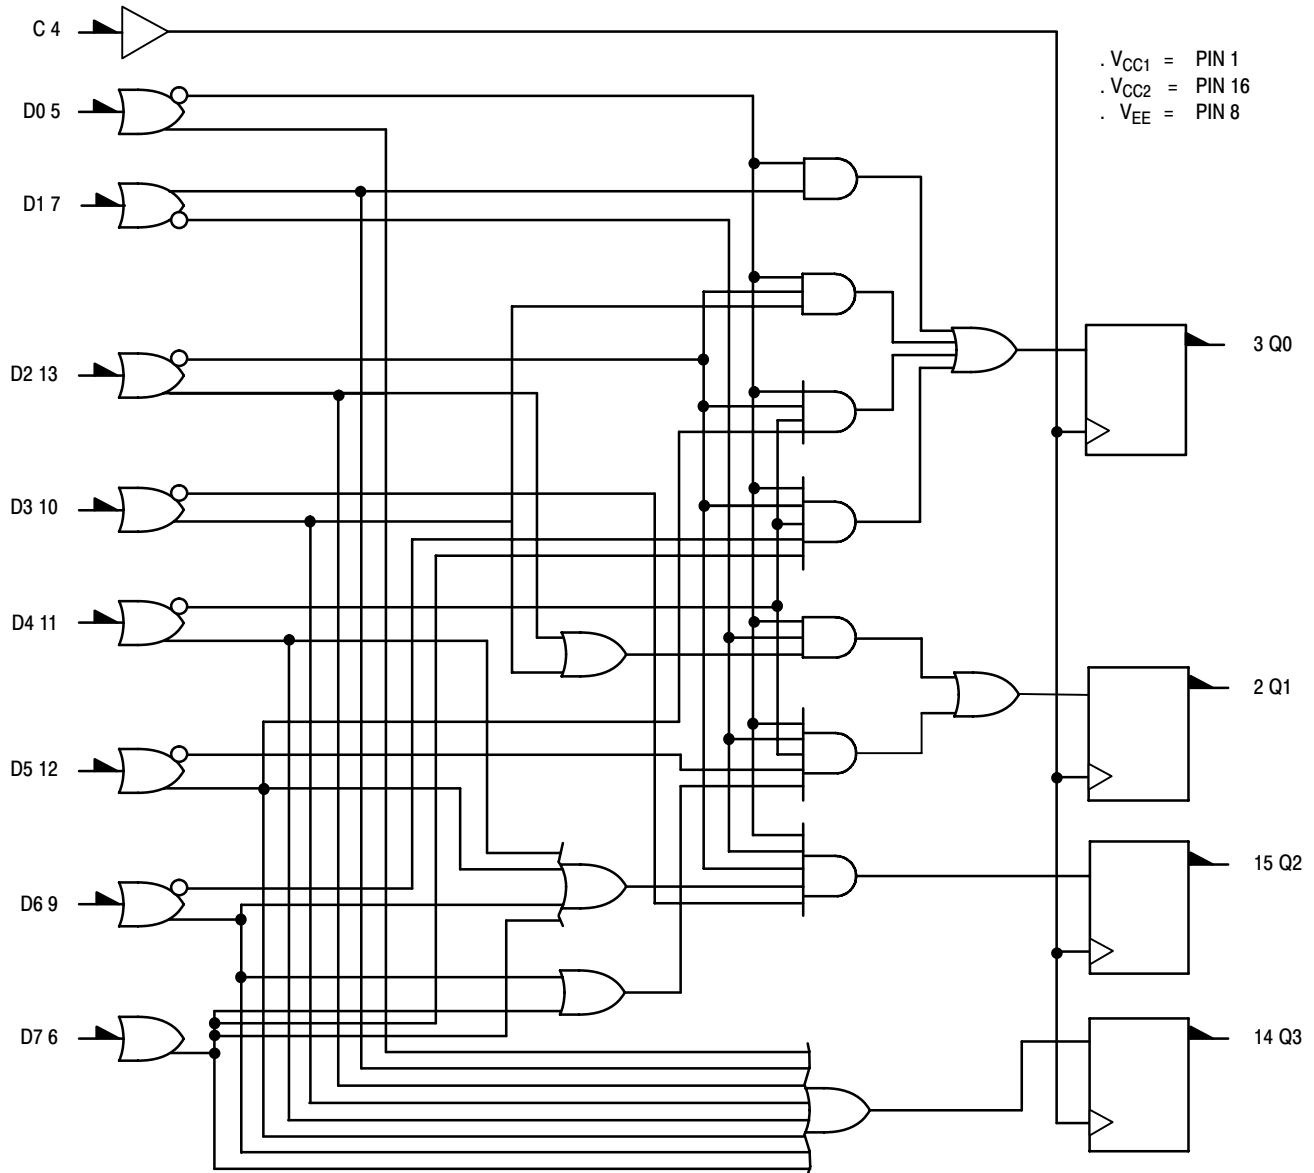 C 4
. VCC1 = PIN 1
. VCC2 = PIN 16
. VEE = PIN 8
D0 5
D1 7
D2 13
3 Q0
D3 10
D4 11
2 Q1
D5 12
15 Q2
D6 9
D7 6
14 Q3